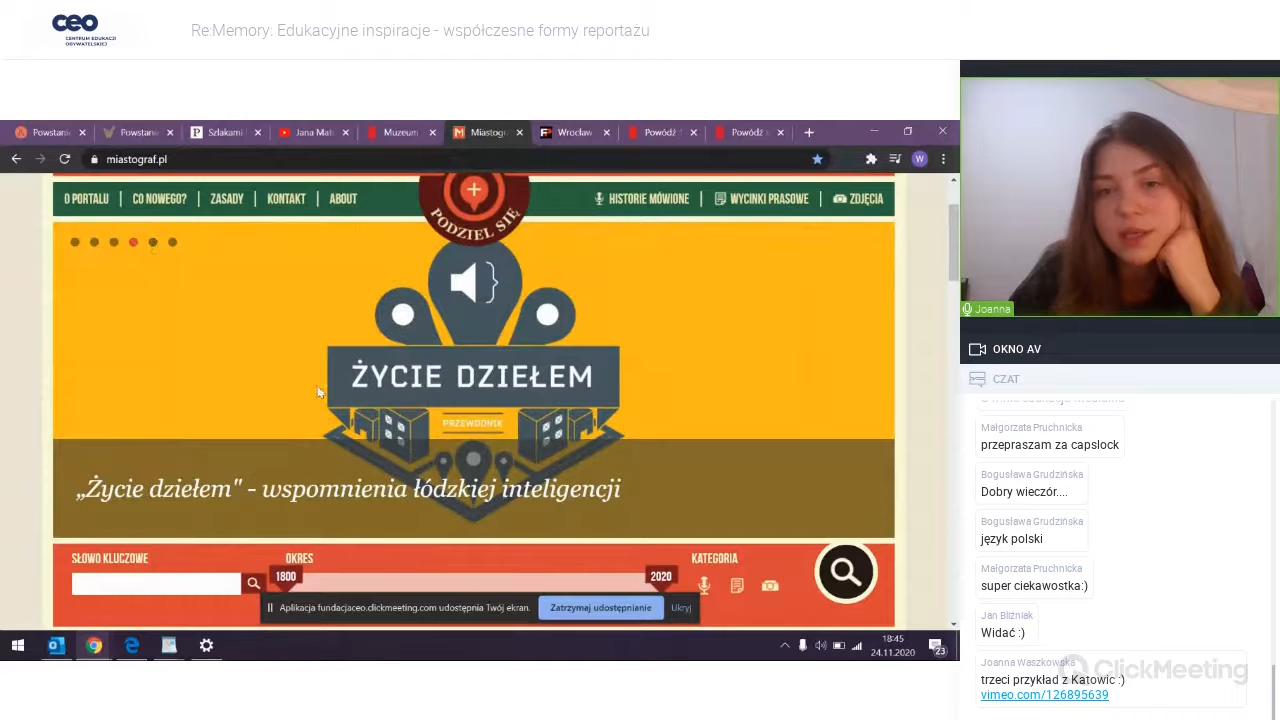 ceo
CENTRUM EDUKACJI
OBYWATELSKIEJ
Re:Memory: Edukacyjne inspiracje - współczesne formy reportażu
Powstani
Powstani
Szlakami
Jana Mat
Muzeum
Miastogr
Wrocław
Powódź
Powódź
miastograf.pl
W
O PORTALU
CO NOWEGO?
ZASADY
KONTAKT
ABOUT
PODZIEL SIĘ
HISTORIE MÓWIONE
WYCINKI PRASOWE
ZDJĘCIA
ŻYCIE DZIEŁEM
PRZEWODNIK
„Życie dziełem" - wspomnienia łódzkiej inteligencji
SŁOWO KLUCZOWE
OKRES
KATEGORIA
1800
2020
Aplikacja fundacjaceo.clickmeeting.com udostępnia Twój ekran.
Zatrzymaj udostępnianie
Ukryj
18:45
24.11.2020
23
Joanna
OKNO AV
CZAT
Małgorzata Pruchnicka
przepraszam za capslock
Bogusława Grudzińska
Dobry wieczór....
Bogusława Grudzińska
język polski
Małgorzata Pruchnicka
super ciekawostka:)
Jan Bliźniak
Widać :)
Joanna Waszkowska
trzeci przykład z Katowic :)
vimeo.com/126895639
ClickMeeting